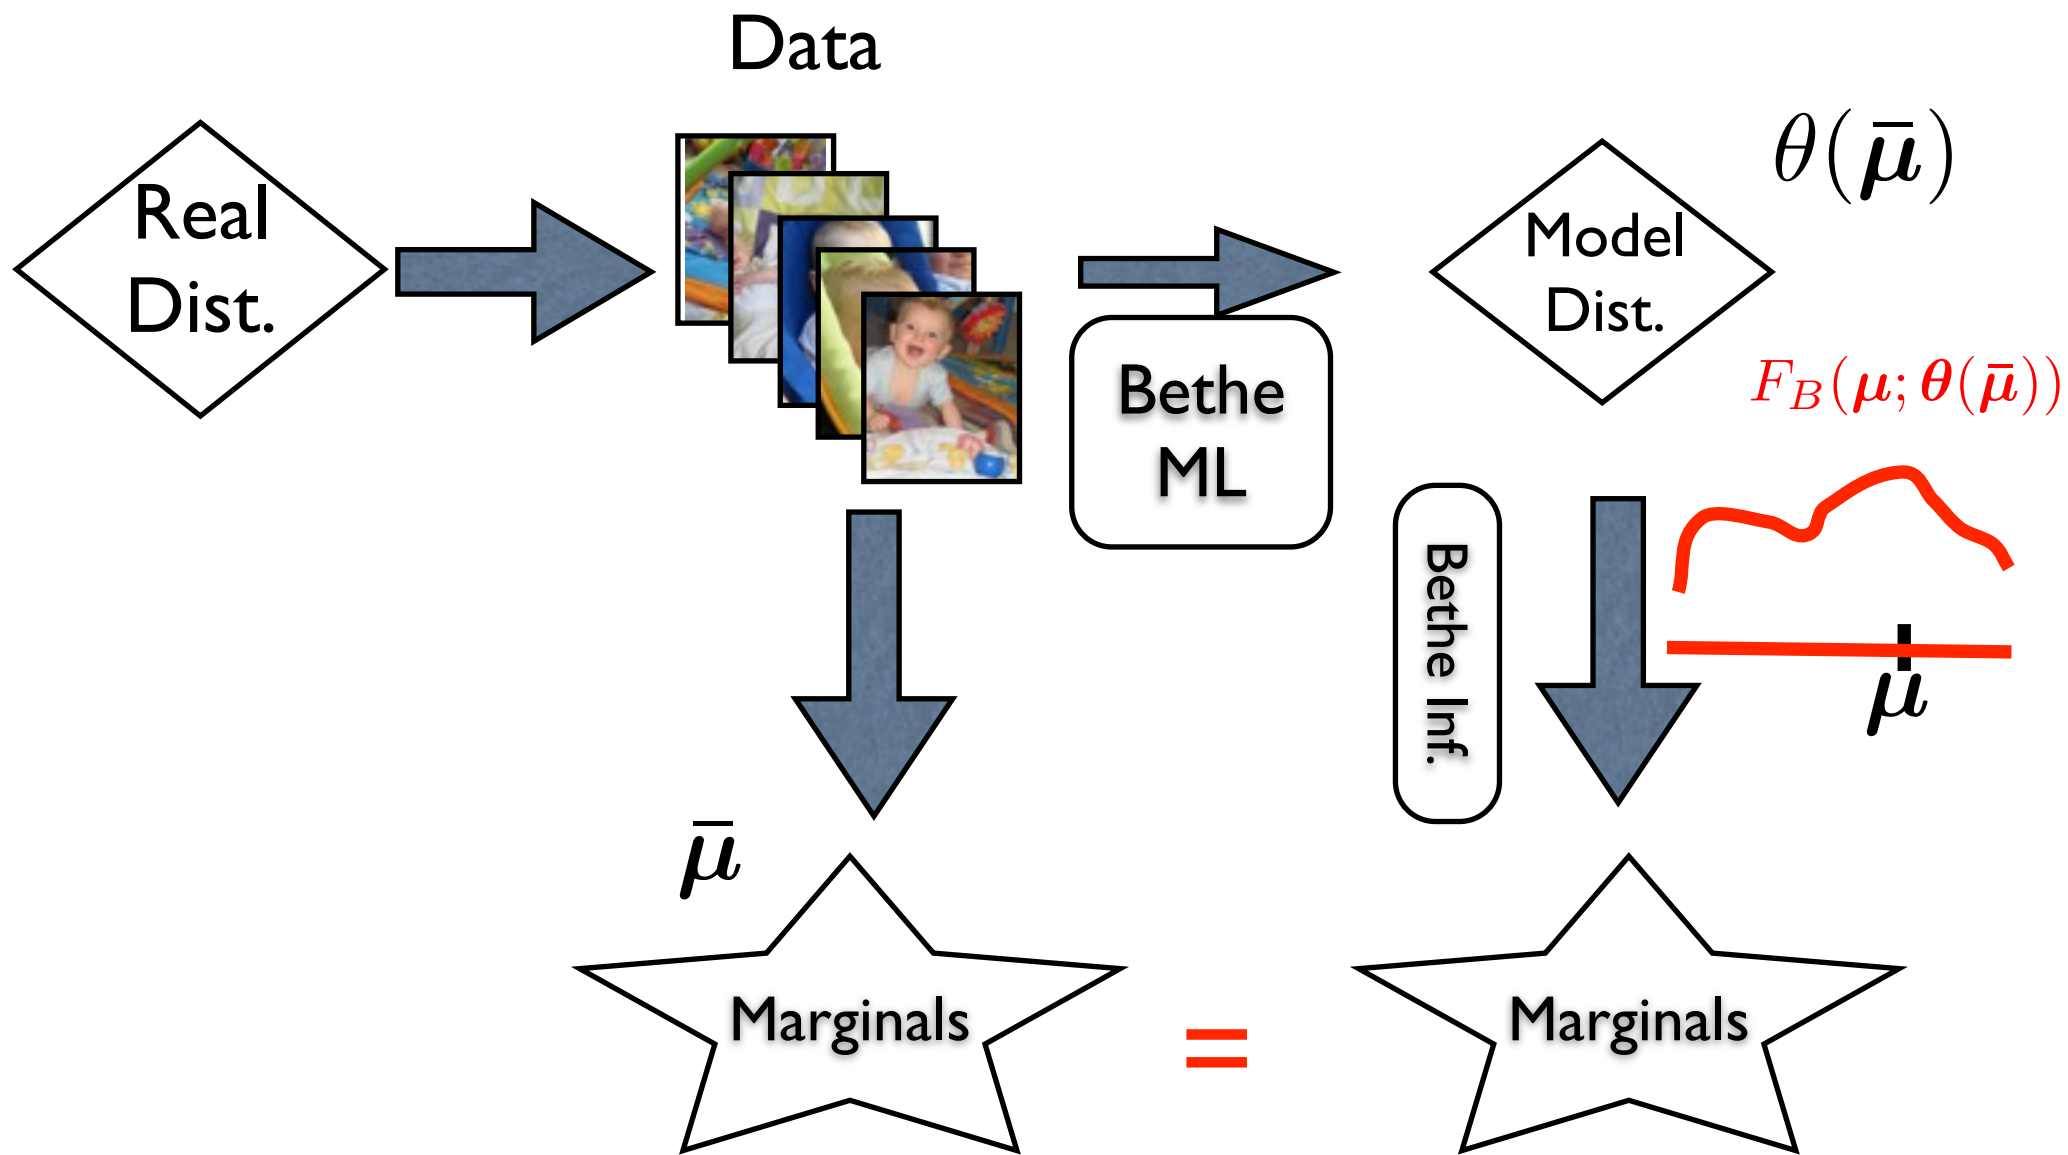 Data
Real
Dist.
Model
Dist.
θ(μ̄)
Bethe
ML
F_B(μ; θ(μ̄))
Bethe Inf.
μ
μ̄
Marginals
=
Marginals